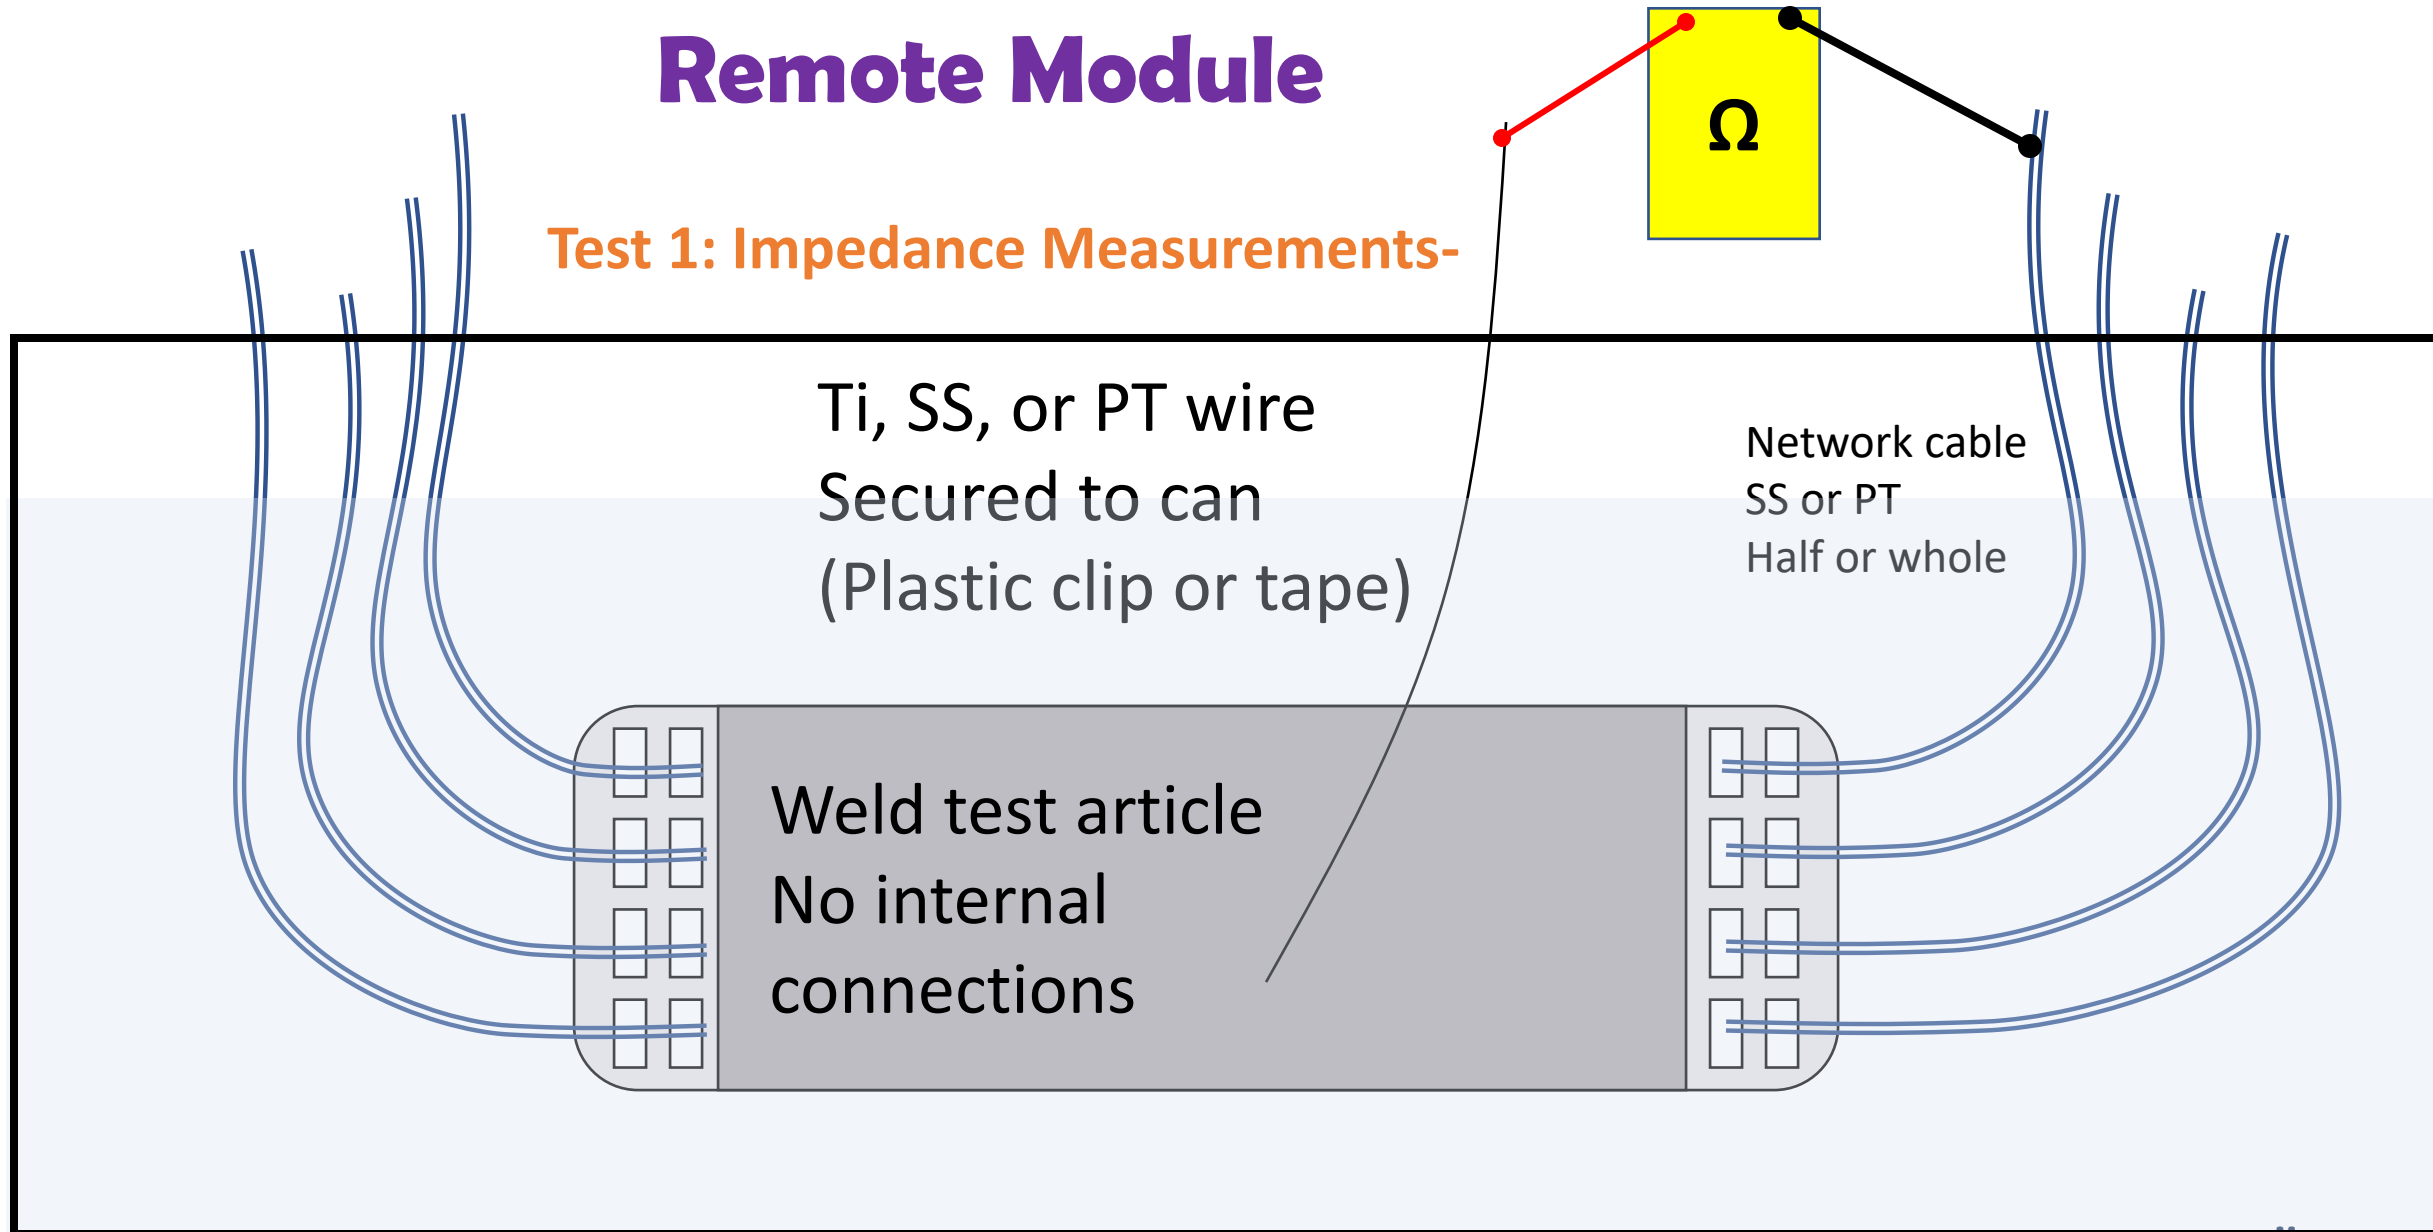 Remote Module
Ω
Test 1: Impedance Measurements-
Ti, SS, or PT wire
Secured to can
(Plastic clip or tape)
Network cable
SS or PT
Half or whole
Weld test article
No internal
connections